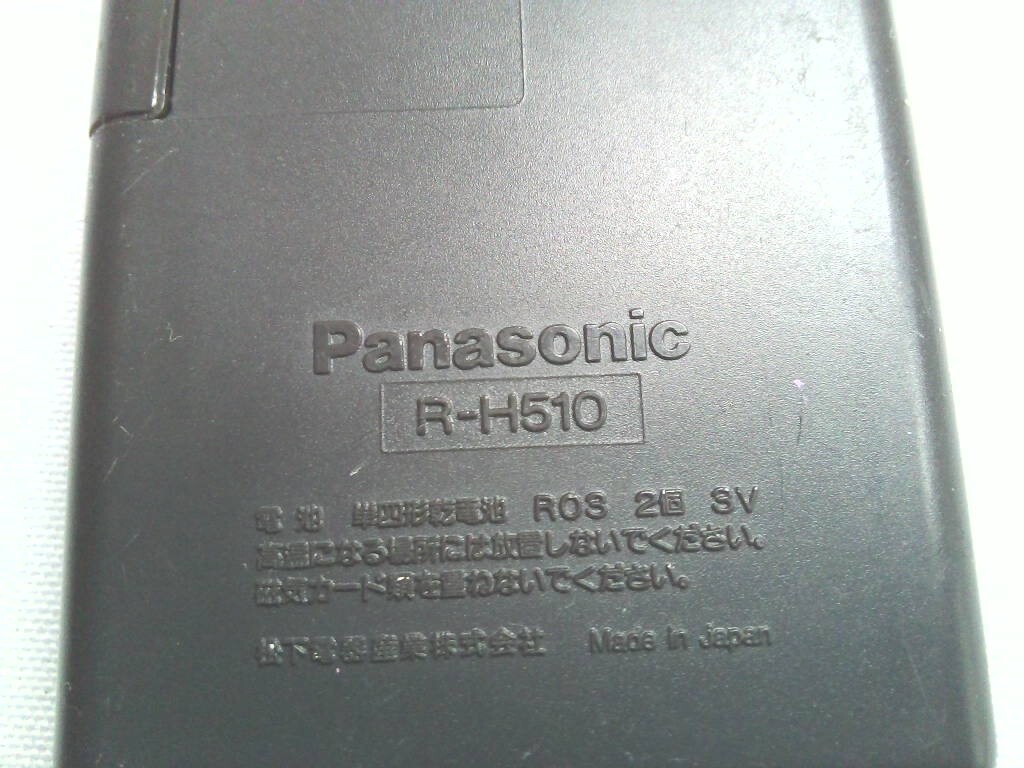 Panasonic
R-H510
電池 単四形乾電池 R03 2個 3V
高温になる場所には放置しないでください。
磁気カード類を重ねないでください。
松下電器産業株式会社 Made in Japan